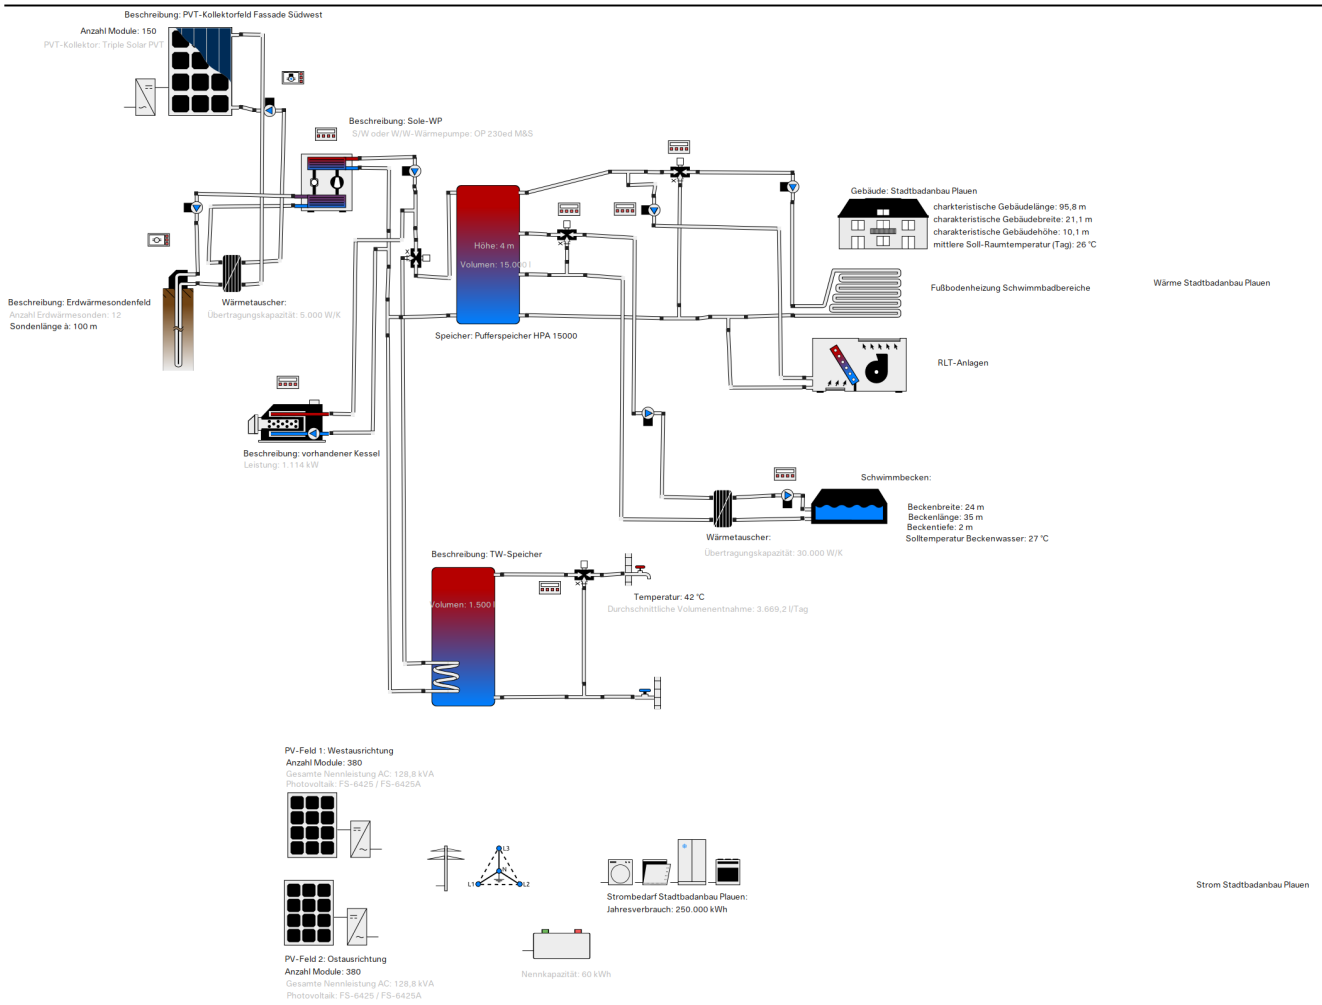 Beschreibung: PVT-Kollektorfeld Fassade Südwest
Anzahl Module: 150
PVT-Kollektor: Triple Solar PVT
Beschreibung: Sole-WP
S/W oder W/W-Wärmepumpe: OP 230ed M&S
Gebäude: Stadtbadanbau Plauen
charkteristische Gebäudelänge: 95,8 m
charakteristische Gebäudebreite: 21,1 m
charakteristische Gebäudehöhe: 10,1 m
mittlere Soll-Raumtemperatur (Tag): 26 °C
Höhe: 4 m
Volumen: 15.000 l
Fußbodenheizung Schwimmbadbereiche
Wärme Stadtbadanbau Plauen
Beschreibung: Erdwärmesondenfeld
Anzahl Erdwärmesonden: 12
Sondenlänge à: 100 m
Wärmetauscher:
Übertragungskapazität: 5.000 W/K
Speicher: Pufferspeicher HPA 15000
RLT-Anlagen
Beschreibung: vorhandener Kessel
Leistung: 1.114 kW
Schwimmbecken:
Beckenbreite: 24 m
Beckenlänge: 35 m
Beckentiefe: 2 m
Solltemperatur Beckenwasser: 27 °C
Wärmetauscher:
Übertragungskapazität: 30.000 W/K
Beschreibung: TW-Speicher
Volumen: 1.500 l
Temperatur: 42 °C
Durchschnittliche Volumenentnahme: 3.669,2 l/Tag
PV-Feld 1: Westausrichtung
Anzahl Module: 380
Gesamte Nennleistung AC: 128,8 kVA
Photovoltaik: FS-6425 / FS-6425A
L3
N
L1
L2
Strombedarf Stadtbadanbau Plauen:
Jahresverbrauch: 250.000 kWh
Strom Stadtbadanbau Plauen
PV-Feld 2: Ostausrichtung
Anzahl Module: 380
Gesamte Nennleistung AC: 128,8 kVA
Photovoltaik: FS-6425 / FS-6425A
Nennkapazität: 60 kWh